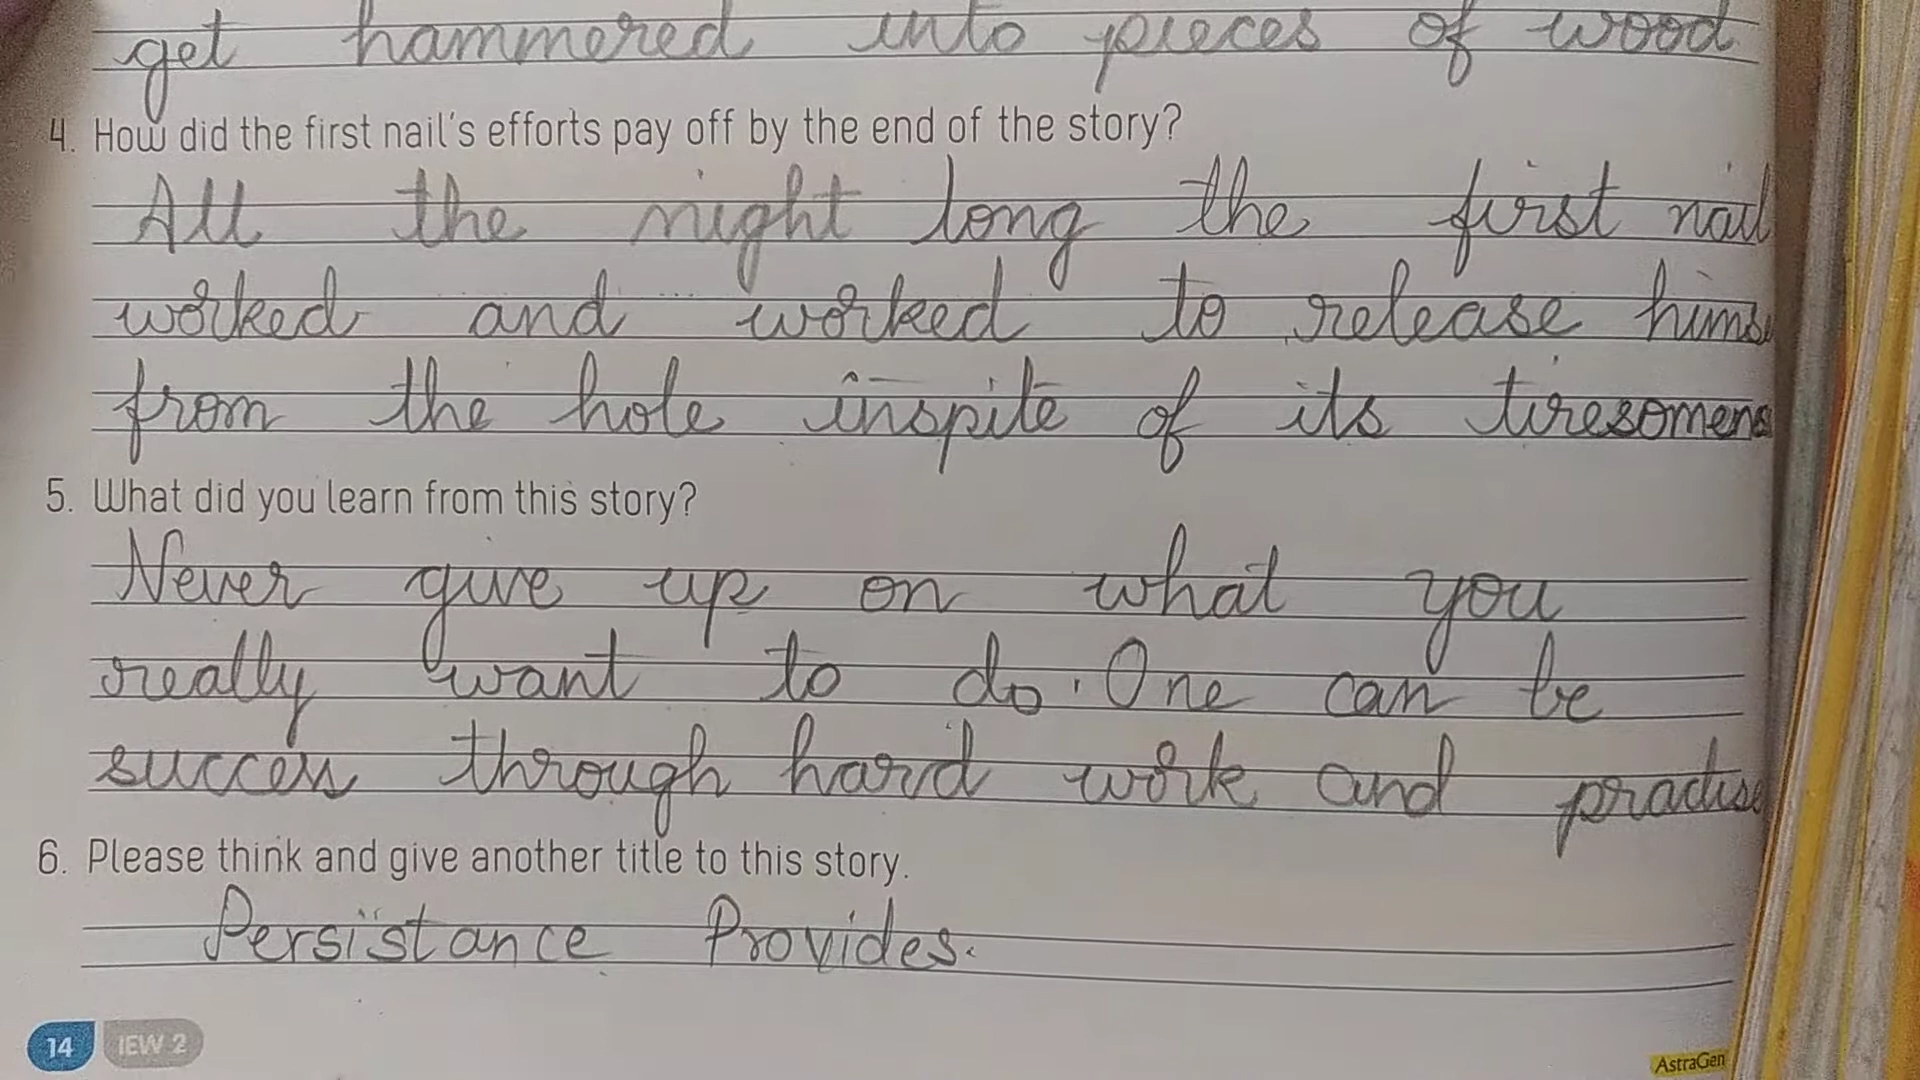 get hammered into pieces of wood
4. How did the first nail's efforts pay off by the end of the story?
All the night long the first nail
worked and worked to release hims
from the hole inspite of its tiresomenes
5. What did you learn from this story?
Never give up on what you
really want to do. One can be
success through hard work and practise
6. Please think and give another title to this story.
Persistance Provides.
14 IEW 2
AstraGen